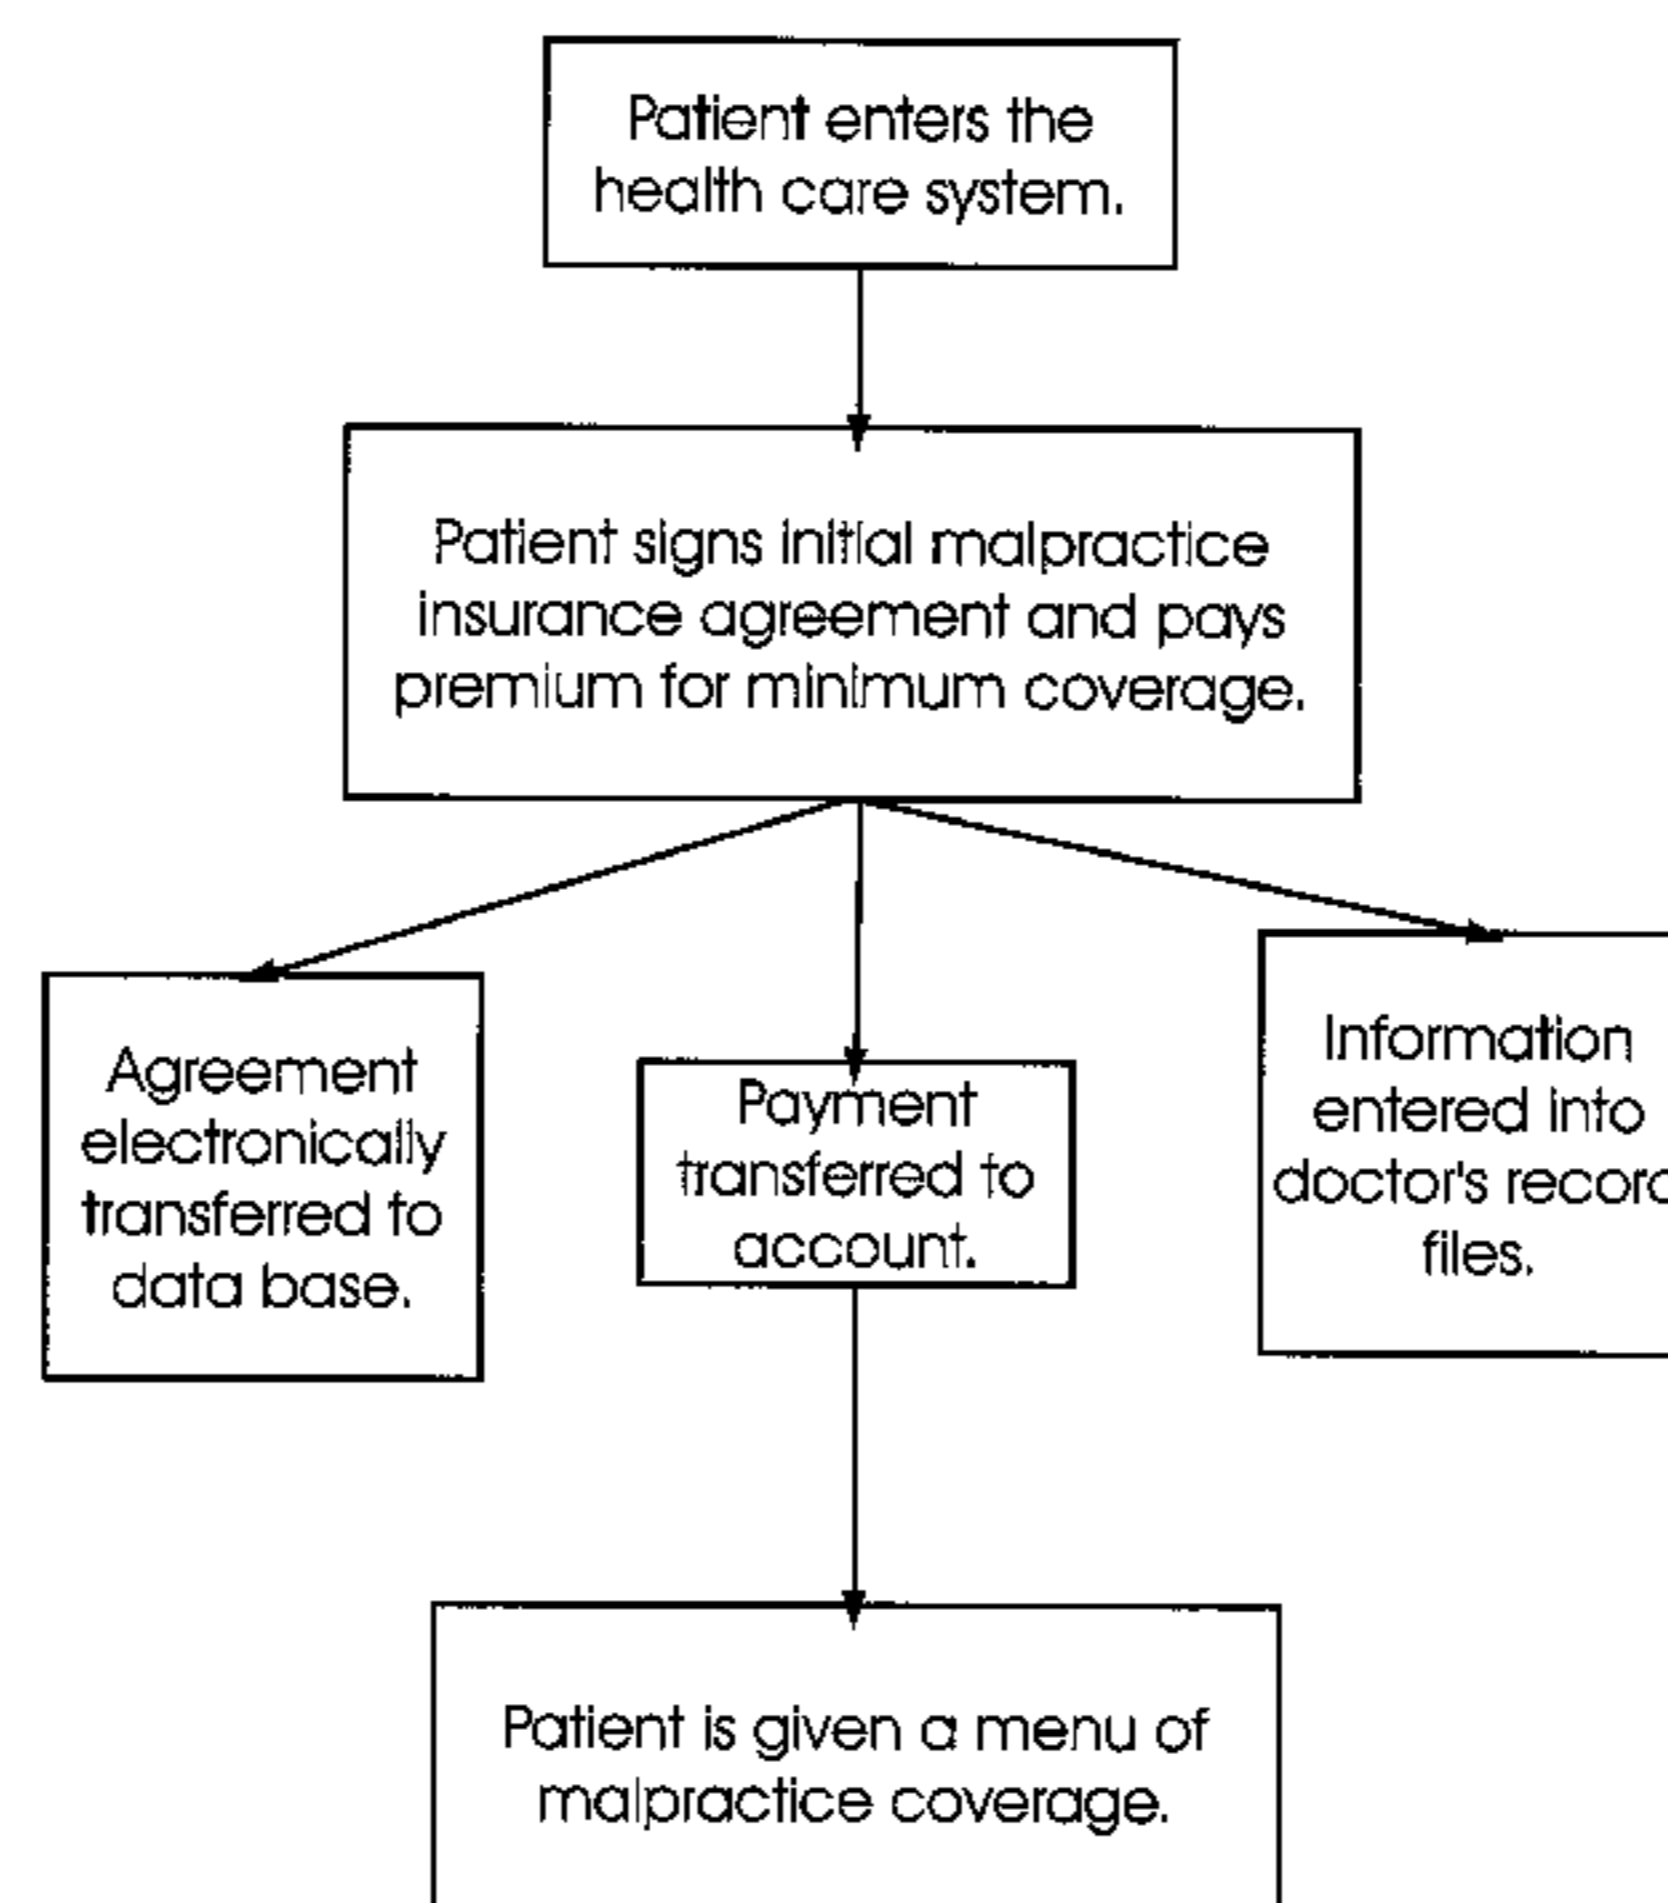 Patient enters the
health care system.
Patient signs initial malpractice
insurance agreement and pays
premium for minimum coverage.
Agreement
electronically
transferred to
data base.
Payment
transferred to
account.
Information
entered into
doctor's record
files.
Patient is given a menu of
malpractice coverage.